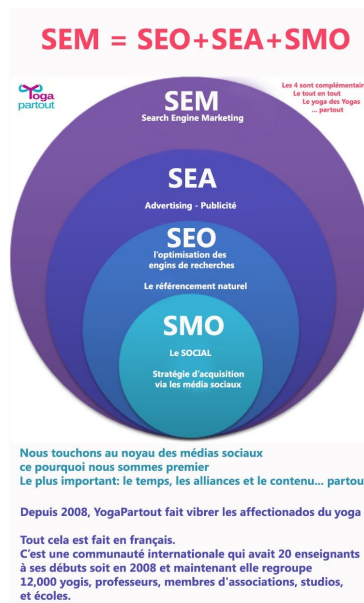 SEM = SEO+SEA+SMO
Yoga
partout
Les 4 sont complémentair
Le tout en tout
Le yoga des Yogas
... partout
SEM
Search Engine Marketing
SEA
Advertising - Publicité
SEO
l'optimisation des
engins de recherches
Le référencement naturel
SMO
Le SOCIAL
Stratégie d'acquisition
via les média sociaux
Nous touchons au noyau des médias sociaux
ce pourquoi nous sommes premier
Le plus important: le temps, les alliances et le contenu... partou
Depuis 2008, YogaPartout fait vibrer les affectionados du yoga
Tout cela est fait en français.
C'est une communauté internationale qui avait 20 enseignants
à ses débuts soit en 2008 et maintenant elle regroupe
12,000 yogis, professeurs, membres d'associations, studios,
et écoles.